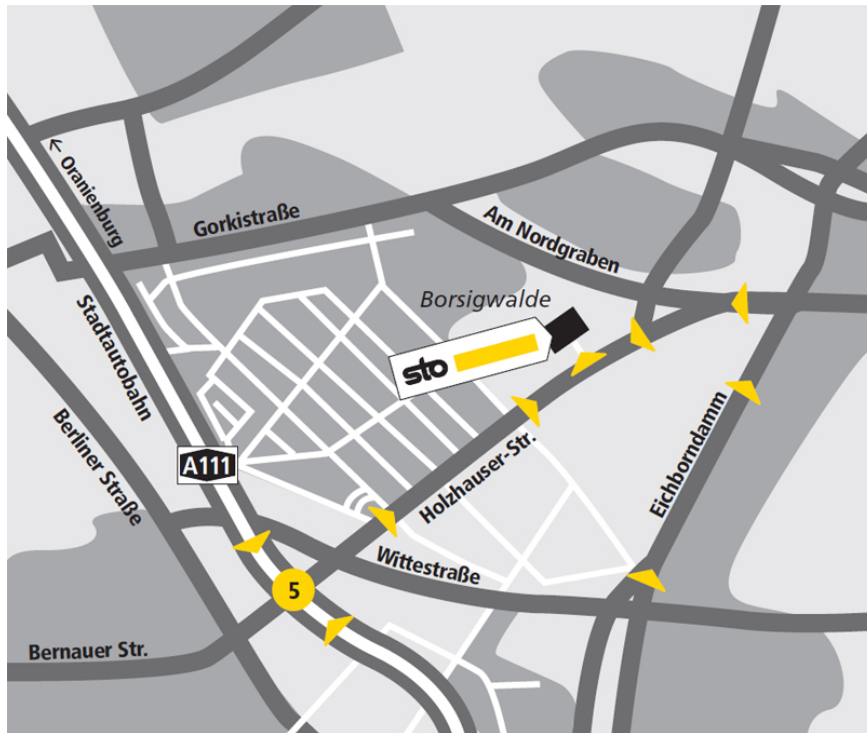 ← Oranienburg
Gorkistraße
Am Nordgraben
Borsigwalde
Stadtautobahn
sto
Berliner Straße
A111
Holzhauser-Str.
Eichborndamm
Wittestraße
5
Bernauer Str.